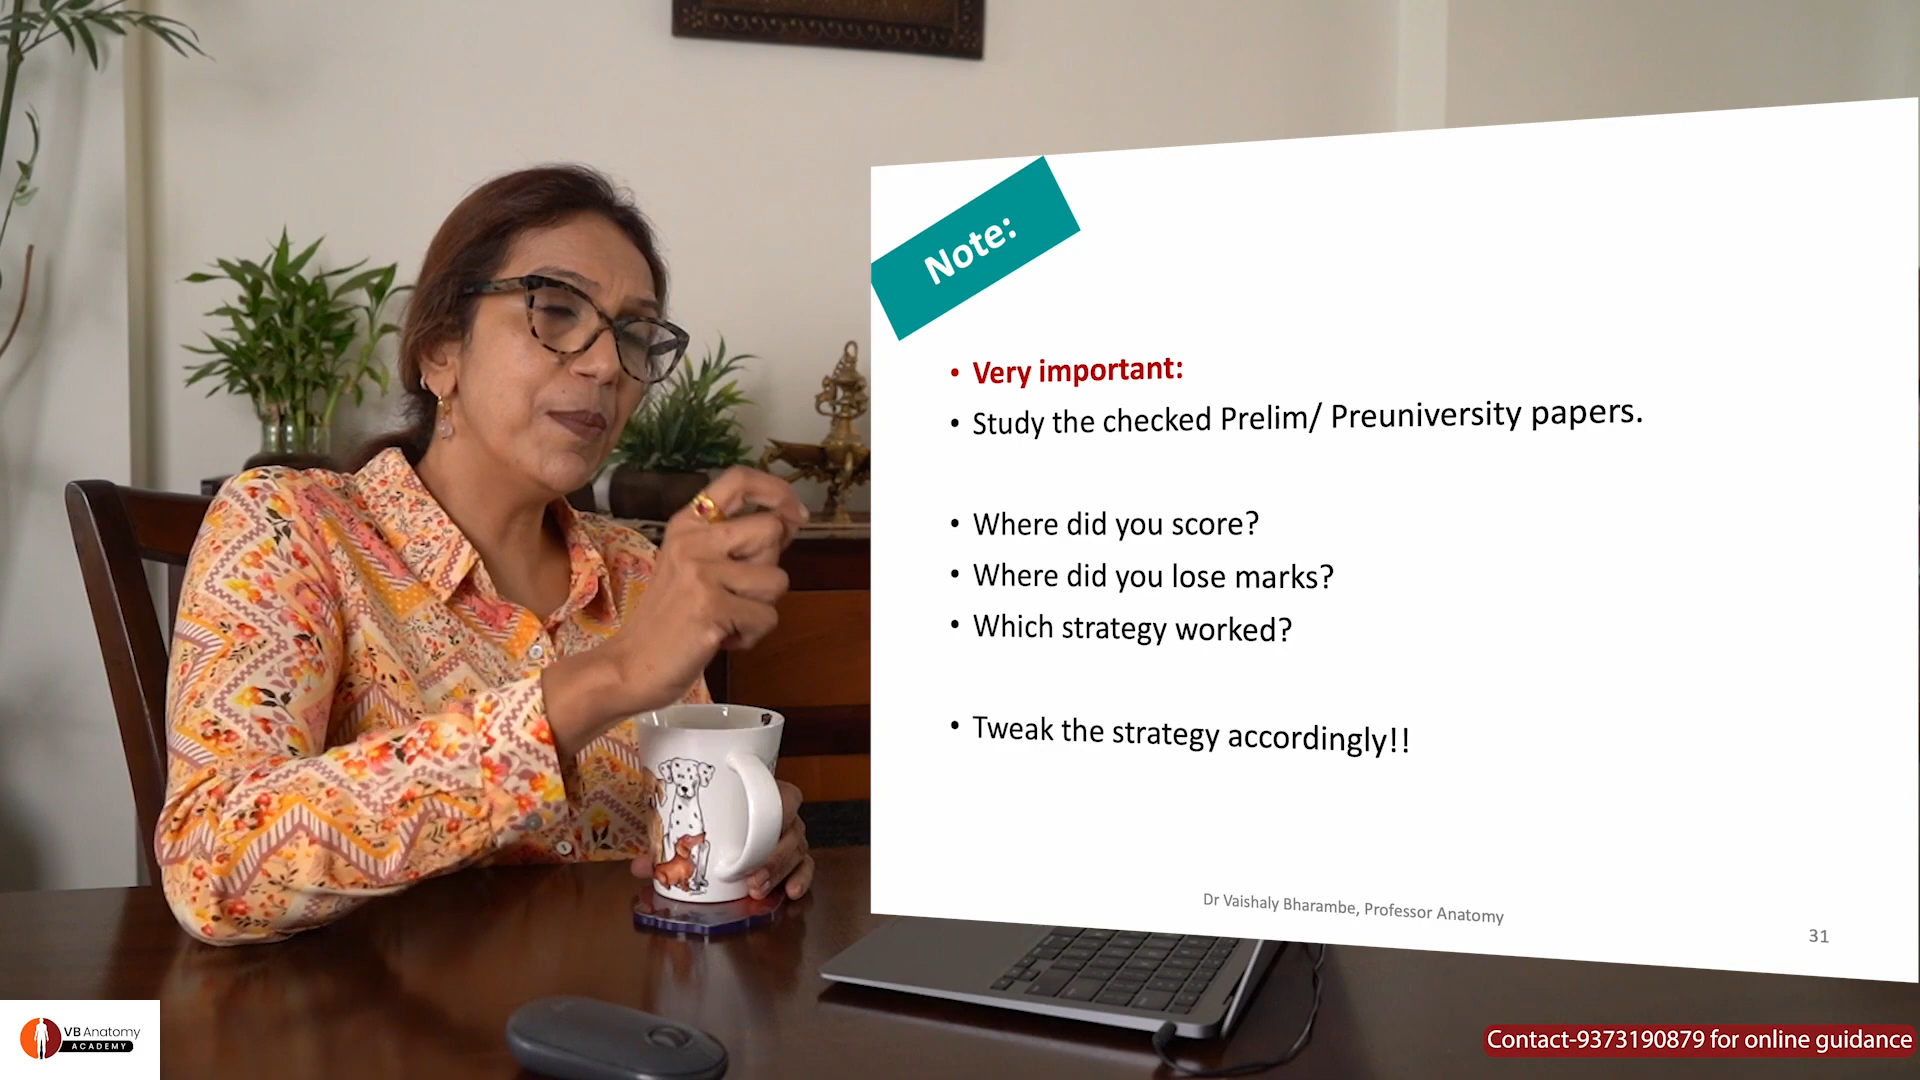 Note:
• Very important:
• Study the checked Prelim/ Preuniversity papers.
• Where did you score?
• Where did you lose marks?
• Which strategy worked?
• Tweak the strategy accordingly!!
Dr Vaishaly Bharambe, Professor Anatomy
31
VB Anatomy
ACADEMY
Contact-9373190879 for online guidance